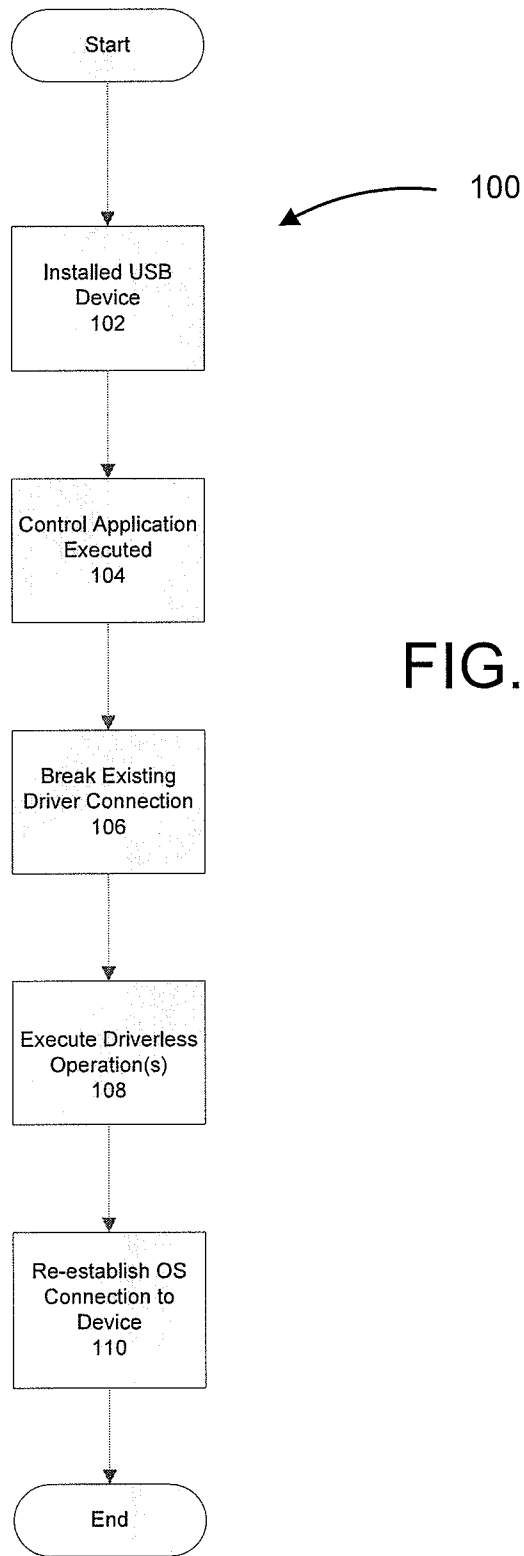 Start
100
Installed USB
Device
102
Control Application
Executed
104
FIG.
Break Existing
Driver Connection
106
Execute Driverless
Operation(s)
108
Re-establish OS
Connection to
Device
110
End